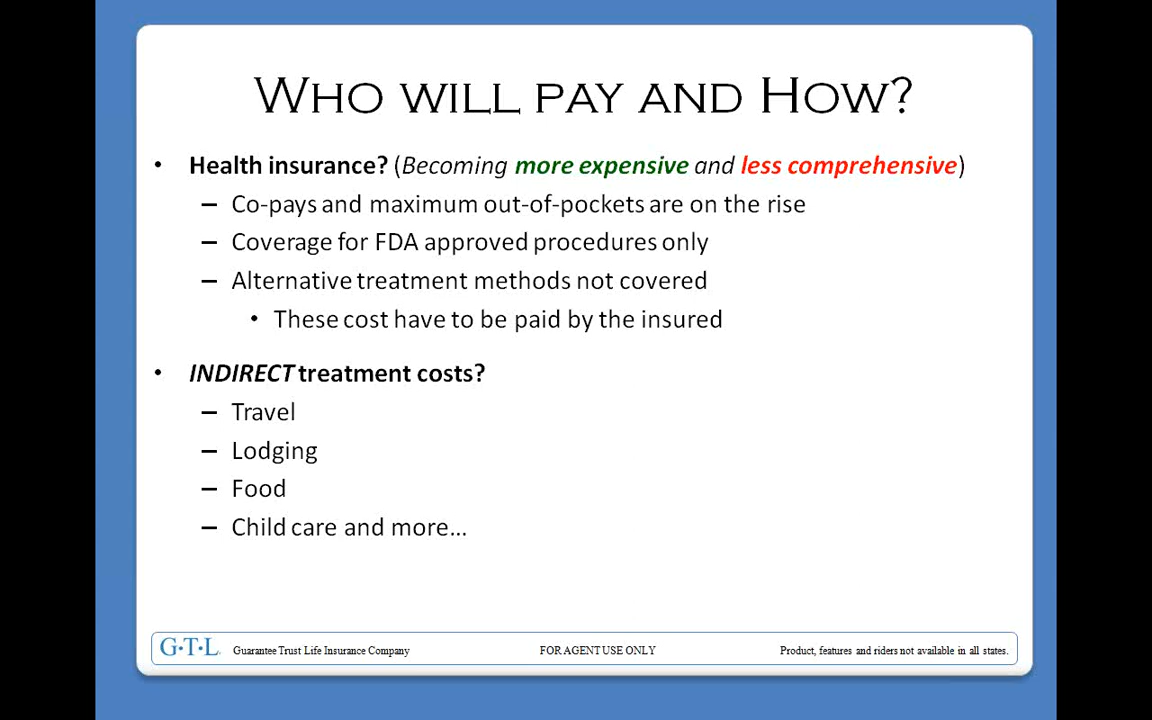 WHO WILL PAY AND HOW?
• Health insurance? (Becoming more expensive and less comprehensive)
– Co-pays and maximum out-of-pockets are on the rise
– Coverage for FDA approved procedures only
– Alternative treatment methods not covered
• These cost have to be paid by the insured
• INDIRECT treatment costs?
– Travel
– Lodging
– Food
– Child care and more…
G·T·L. Guarantee Trust Life Insurance Company FOR AGENT USE ONLY Product, features and riders not available in all states.